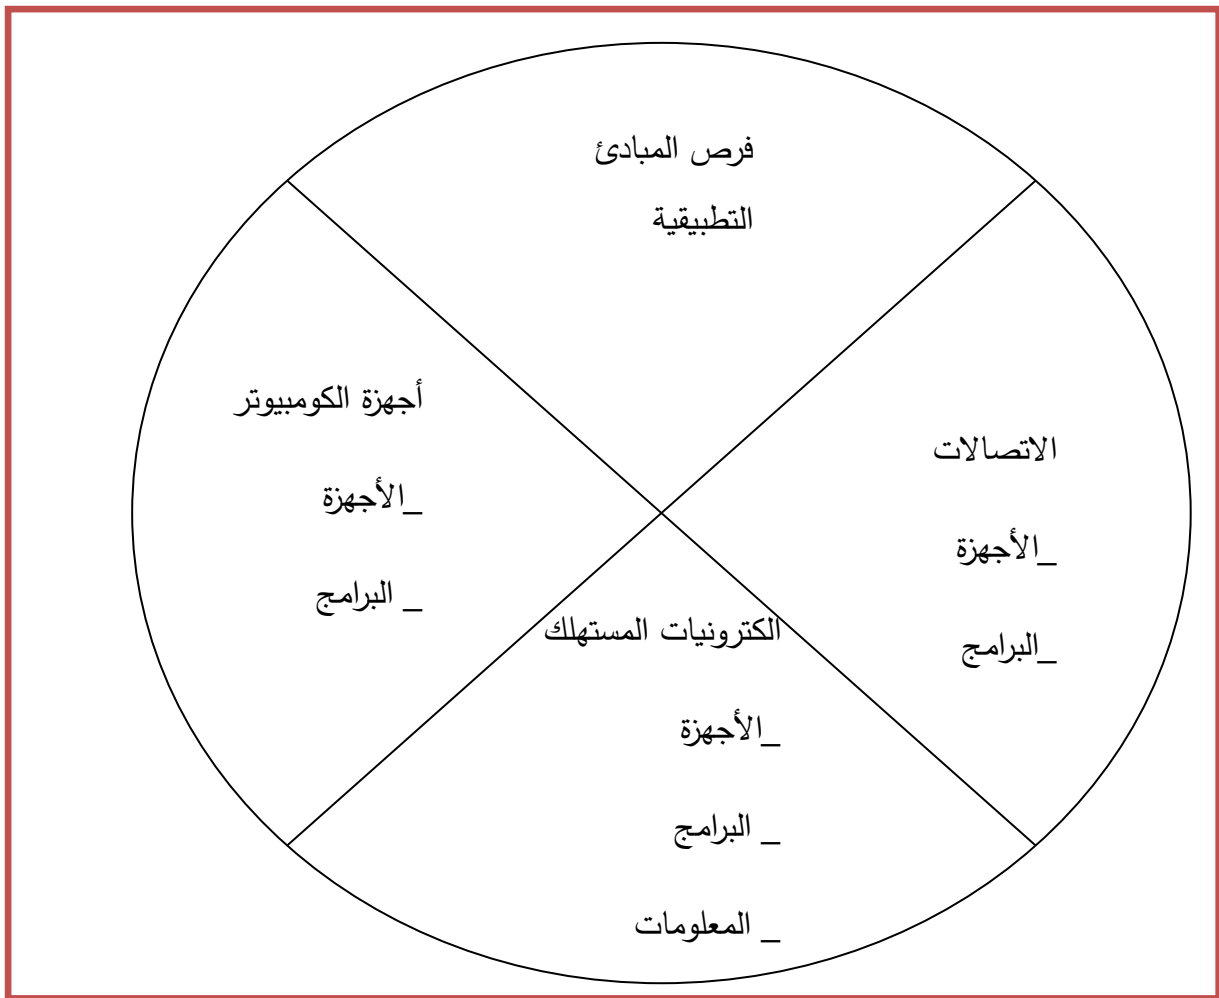 فرص المبادئ
التطبيقية
الاتصالات
_الأجهزة
_البرامج
أجهزة الكومبيوتر
_الأجهزة
_ البرامج
الكترونيات المستهلك
_الأجهزة
_ البرامج
_ المعلومات